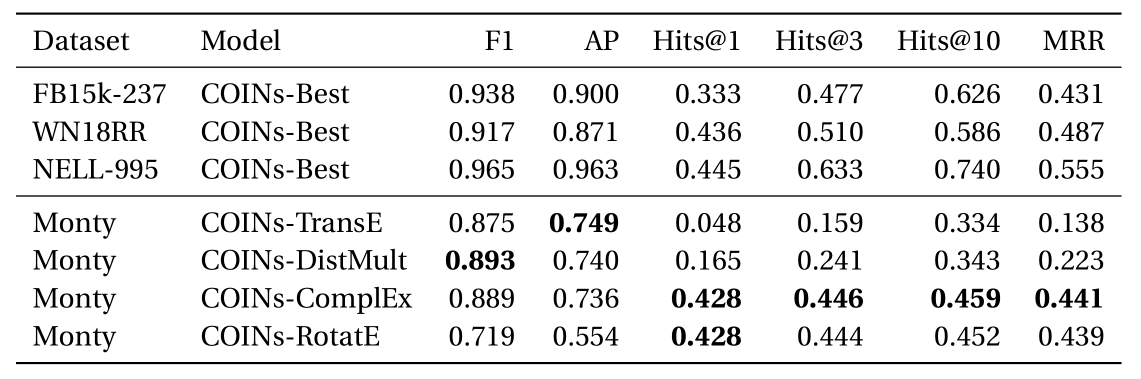 Dataset Model F1 AP Hits@1 Hits@3 Hits@10 MRR
FB15k-237 COINs-Best 0.938 0.900 0.333 0.477 0.626 0.431
WN18RR COINs-Best 0.917 0.871 0.436 0.510 0.586 0.487
NELL-995 COINs-Best 0.965 0.963 0.445 0.633 0.740 0.555
Monty COINs-TransE 0.875 0.749 0.048 0.159 0.334 0.138
Monty COINs-DistMult 0.893 0.740 0.165 0.241 0.343 0.223
Monty COINs-ComplEx 0.889 0.736 0.428 0.446 0.459 0.441
Monty COINs-RotatE 0.719 0.554 0.428 0.444 0.452 0.439